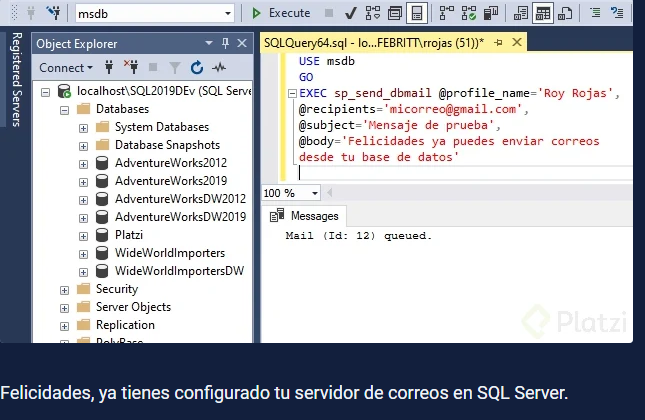 msdb
Execute
Registered Servers
Object Explorer
Connect
localhost\SQL2019DEv (SQL Serve
Databases
System Databases
Database Snapshots
AdventureWorks2012
AdventureWorks2019
AdventureWorksDW2012
AdventureWorksDW2019
Platzi
WideWorldImporters
WideWorldImportersDW
Security
Server Objects
Replication
PolyBase
SQLQuery64.sql - lo...FEBRITT\rrojas (51))*
USE msdb
GO
EXEC sp_send_dbmail @profile_name='Roy Rojas',
@recipients='micorreo@gmail.com',
@subject='Mensaje de prueba',
@body='Felicidades ya puedes enviar correos
desde tu base de datos'
100 %
Messages
Mail (Id: 12) queued.
Platzi
Felicidades, ya tienes configurado tu servidor de correos en SQL Server.